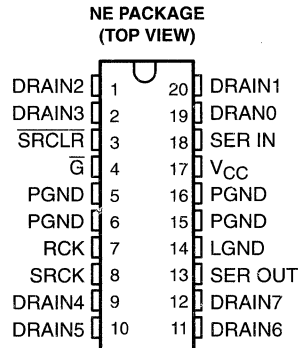 NE PACKAGE
(TOP VIEW)
DRAIN2 1 20 DRAIN1
DRAIN3 2 19 DRAN0
SRCLR 3 18 SER IN
G 4 17 VCC
PGND 5 16 PGND
PGND 6 15 PGND
RCK 7 14 LGND
SRCK 8 13 SER OUT
DRAIN4 9 12 DRAIN7
DRAIN5 10 11 DRAIN6